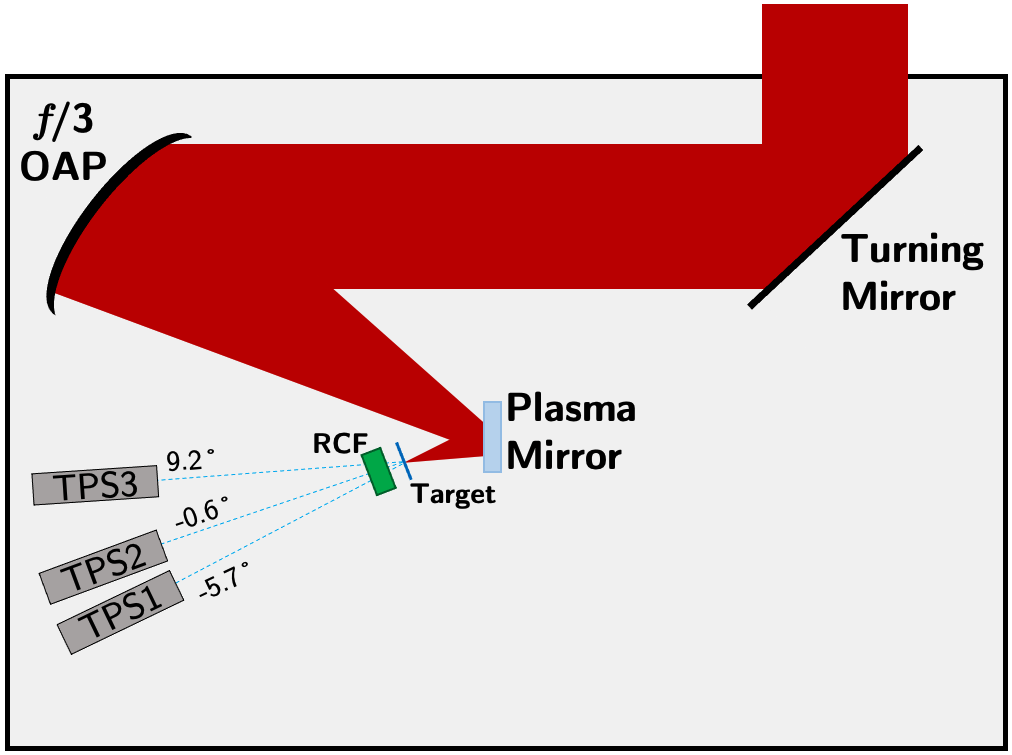 f/3
OAP
Turning
Mirror
Plasma
Mirror
RCF
Target
9.2°
TPS3
-0.6°
TPS2
-5.7°
TPS1